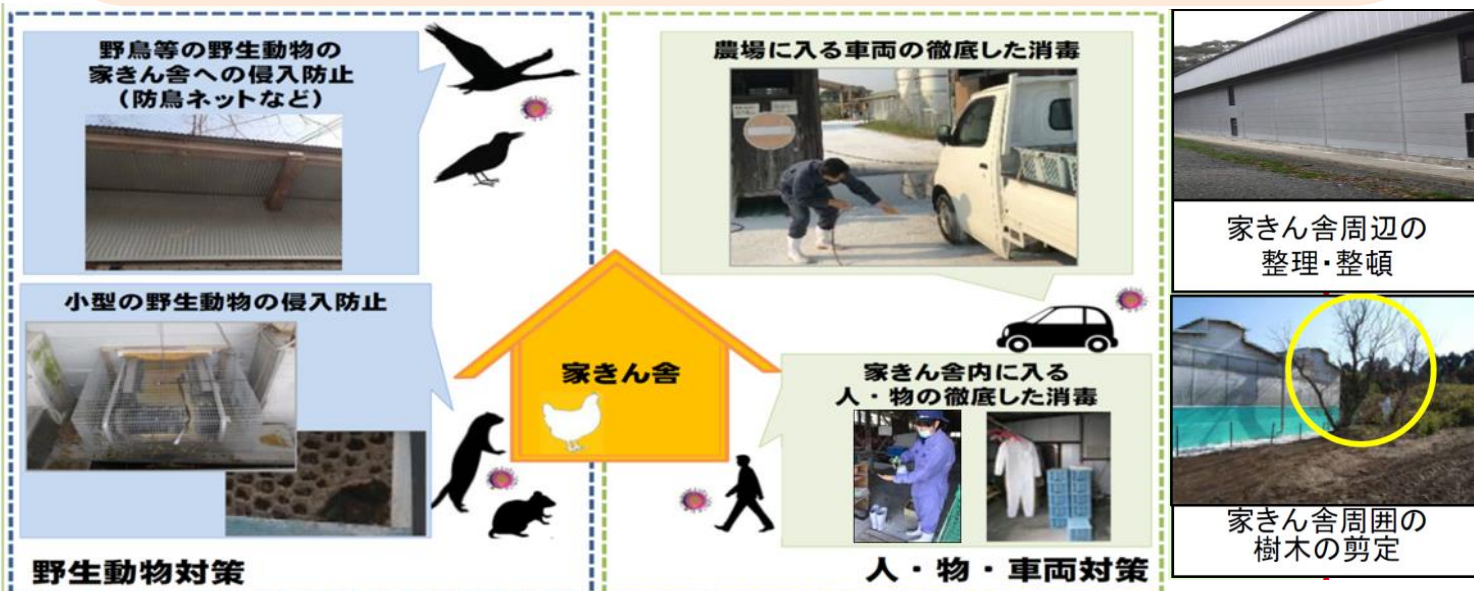 野鳥等の野生動物の
家きん舎への侵入防止
（防鳥ネットなど）
小型の野生動物の侵入防止
野生動物対策
家きん舎
農場に入る車両の徹底した消毒
家きん舎内に入る
人・物の徹底した消毒
人・物・車両対策
家きん舎周辺の
整理・整頓
家きん舎周囲の
樹木の剪定